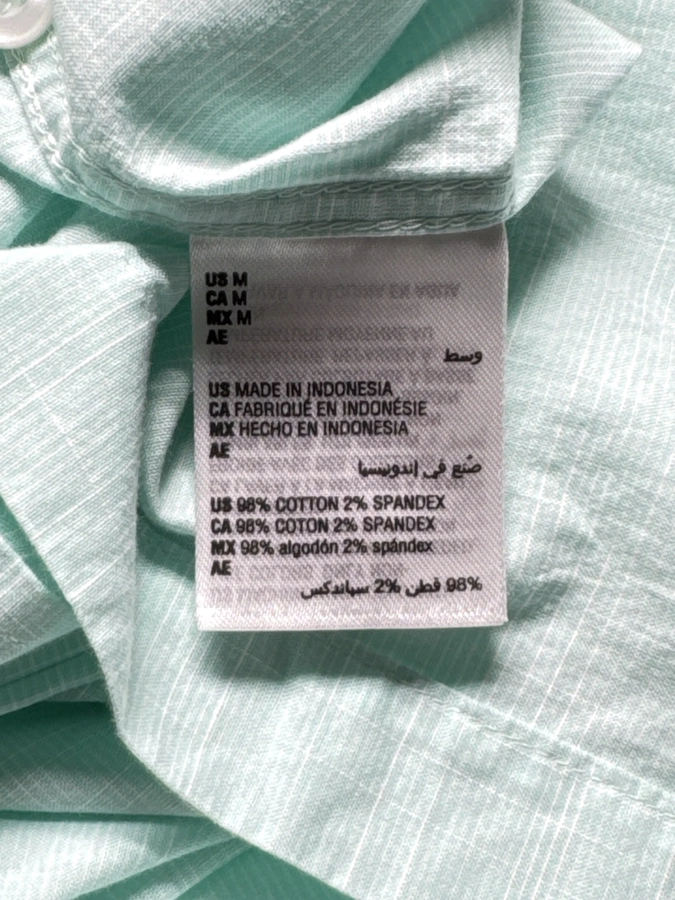 US M
CA M
MX M
AE
وسط
US MADE IN INDONESIA
CA FABRIQUÉ EN INDONÉSIE
MX HECHO EN INDONESIA
AE
صنع في إندونيسيا
US 98% COTTON 2% SPANDEX
CA 98% COTON 2% SPANDEX
MX 98% algodón 2% spándex
AE
98% قطن 2% سباندكس